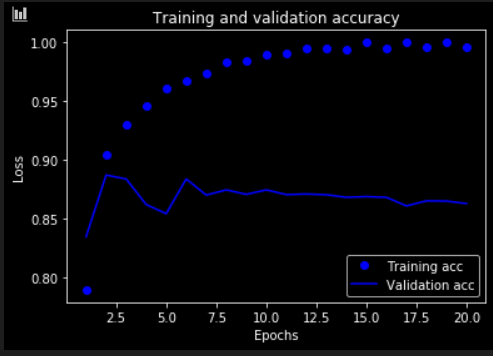 Training and validation accuracy
1.00
0.95
0.90
0.85
0.80
Loss
2.5 5.0 7.5 10.0 12.5 15.0 17.5 20.0
Epochs
Training acc
Validation acc